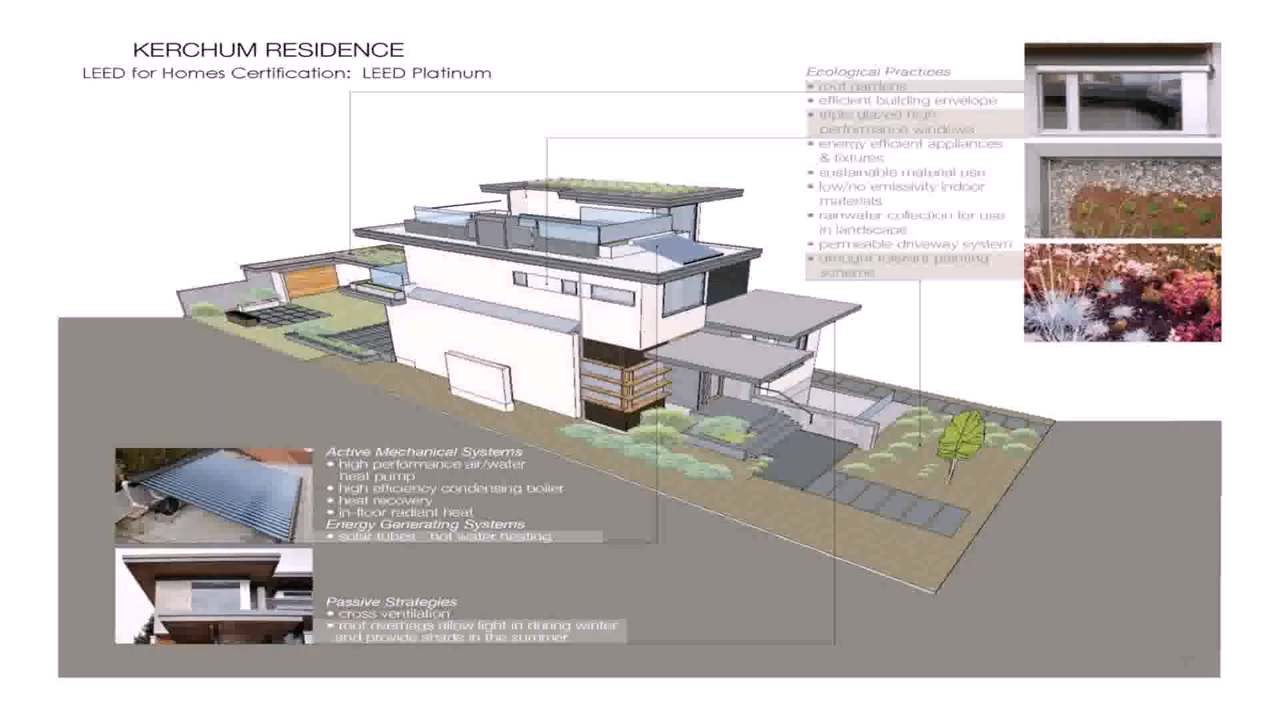 KERCHUM RESIDENCE
LEED for Homes Certification: LEED Platinum
Ecological Practices
• roof gardens
• efficient building envelope
• triple glazed high
performance windows
• energy efficient appliances
& fixtures
• sustainable material use
• low/no emissivity indoor
materials
• rainwater collection for use
in landscape
• permeable driveway system
• drought tolerant planting
scheme
Active Mechanical Systems
• high performance air/water
heat pump
• high efficiency condensing boiler
• heat recovery
• in-floor radiant heat
Energy Generating Systems
• solar tubes - hot water heating
Passive Strategies
• cross ventilation
• roof overhags allow light in during winter
and provide shade in the summer